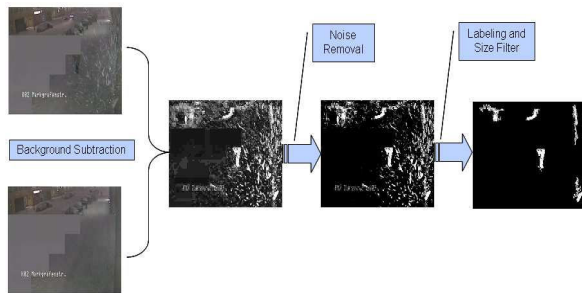 Noise
Removal
Labeling and
Size Filter
Background Subtraction